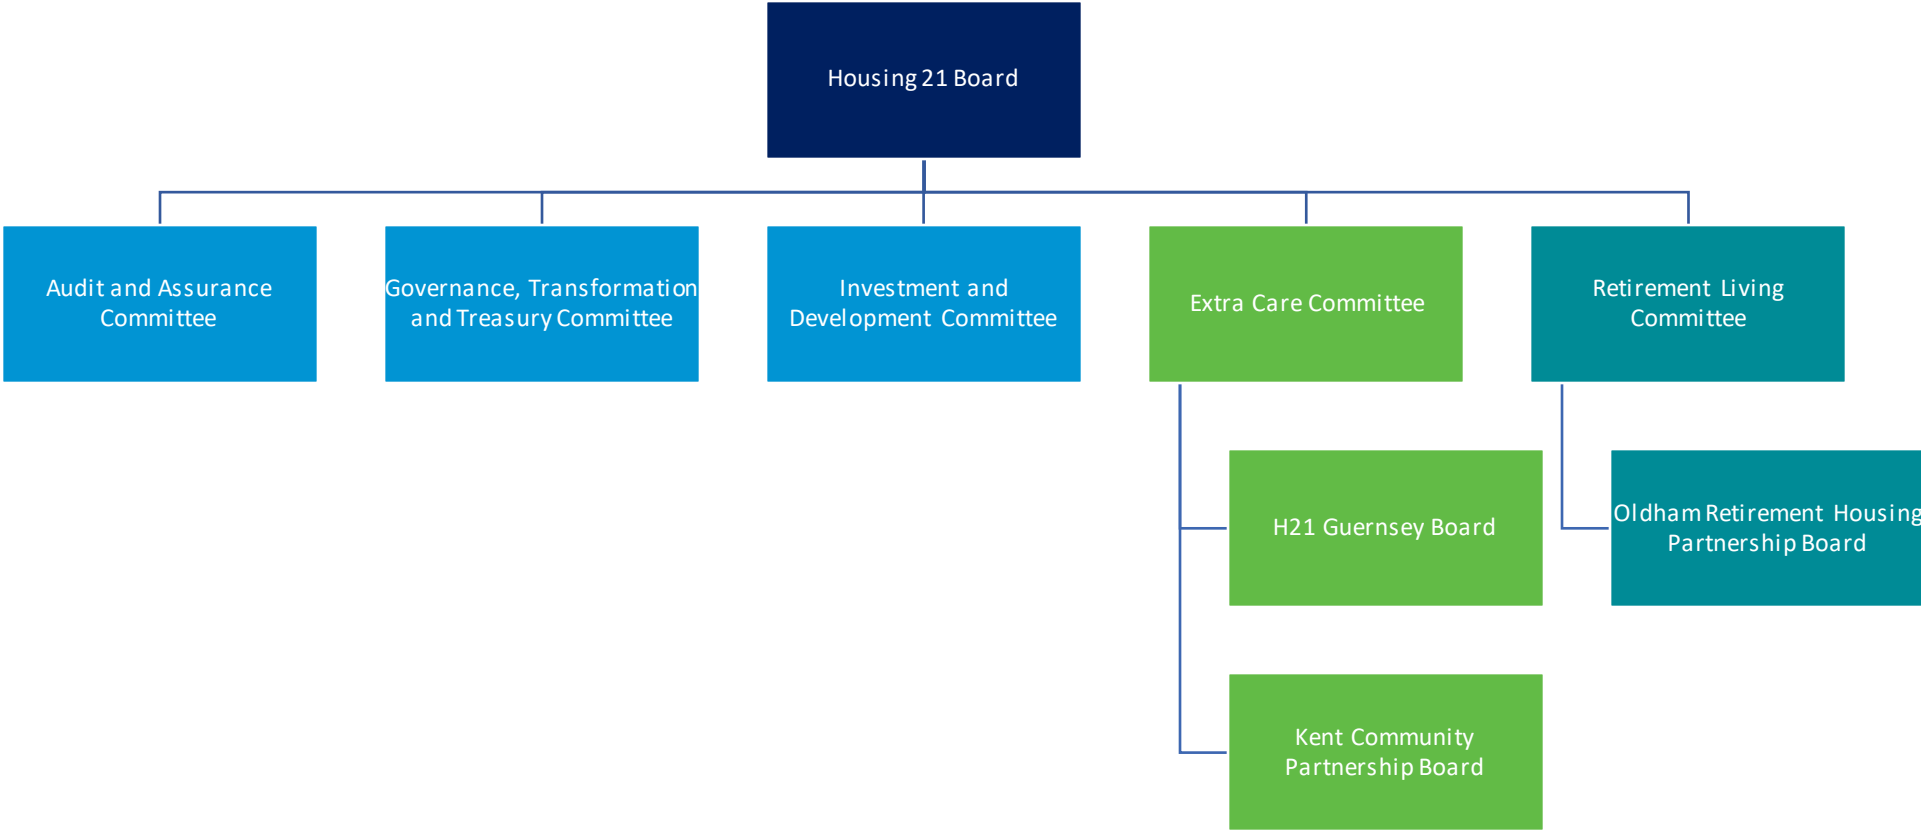 Housing 21 Board
Audit and Assurance
Committee
Governance, Transformation
and Treasury Committee
Investment and
Development Committee
Extra Care Committee
Retirement Living
Committee
H21 Guernsey Board
Oldham Retirement Housing
Partnership Board
Kent Community
Partnership Board